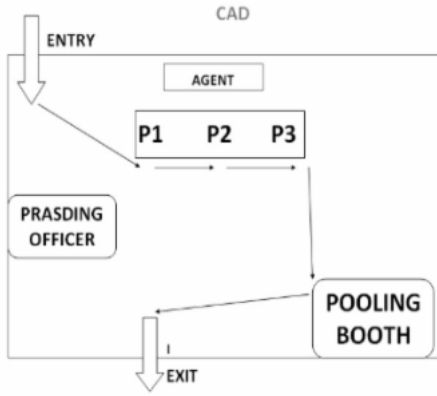 CAD
ENTRY
AGENT
P1 P2 P3
PRASDING
OFFICER
POOLING
BOOTH
I
EXIT